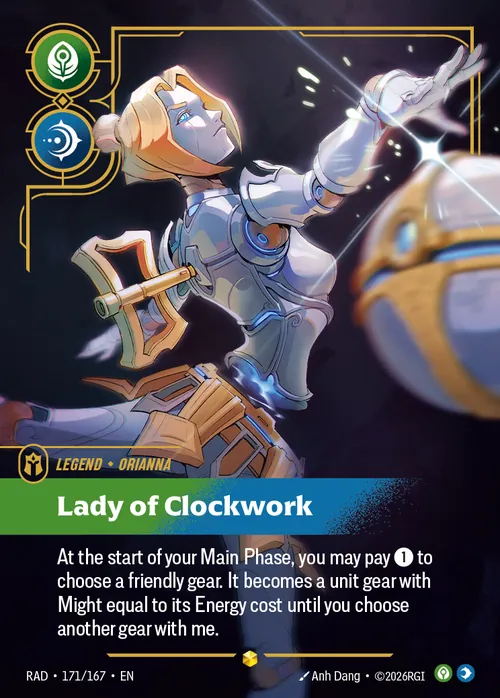 LEGEND • ORIANNA
Lady of Clockwork
At the start of your Main Phase, you may pay 1 to
choose a friendly gear. It becomes a unit gear with
Might equal to its Energy cost until you choose
another gear with me.
RAD • 171/167 • EN
Anh Dang • ©2026RGI